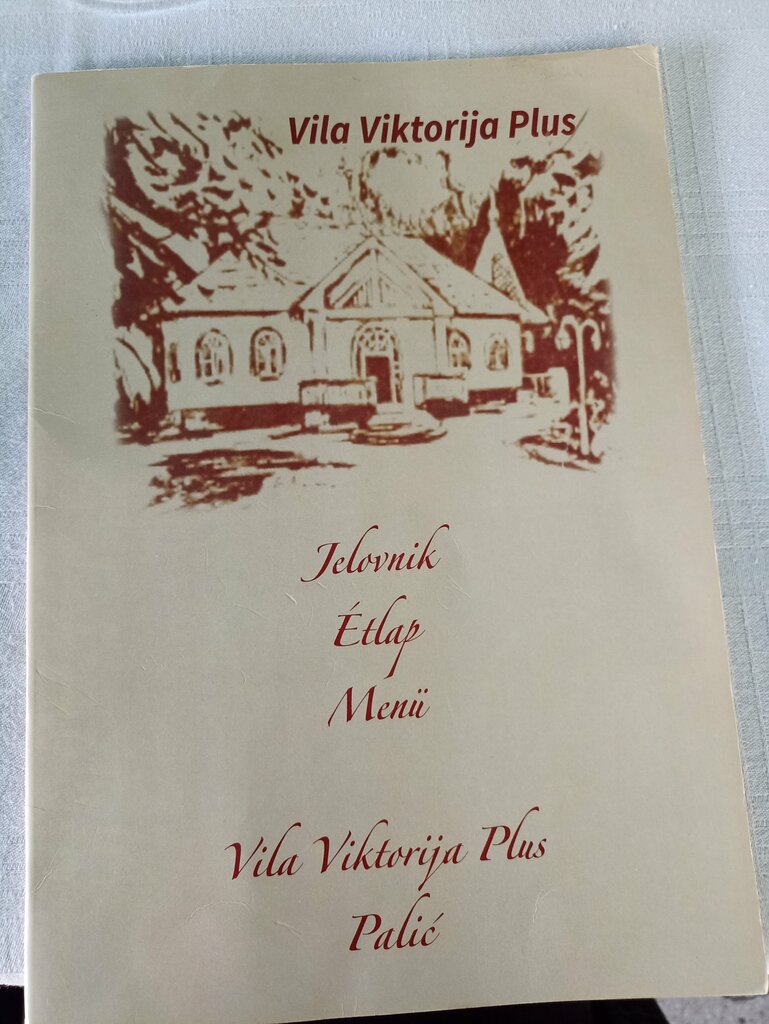 Vila Viktorija Plus
Jelovnik
Étlap
Menü
Vila Viktorija Plus
Palić